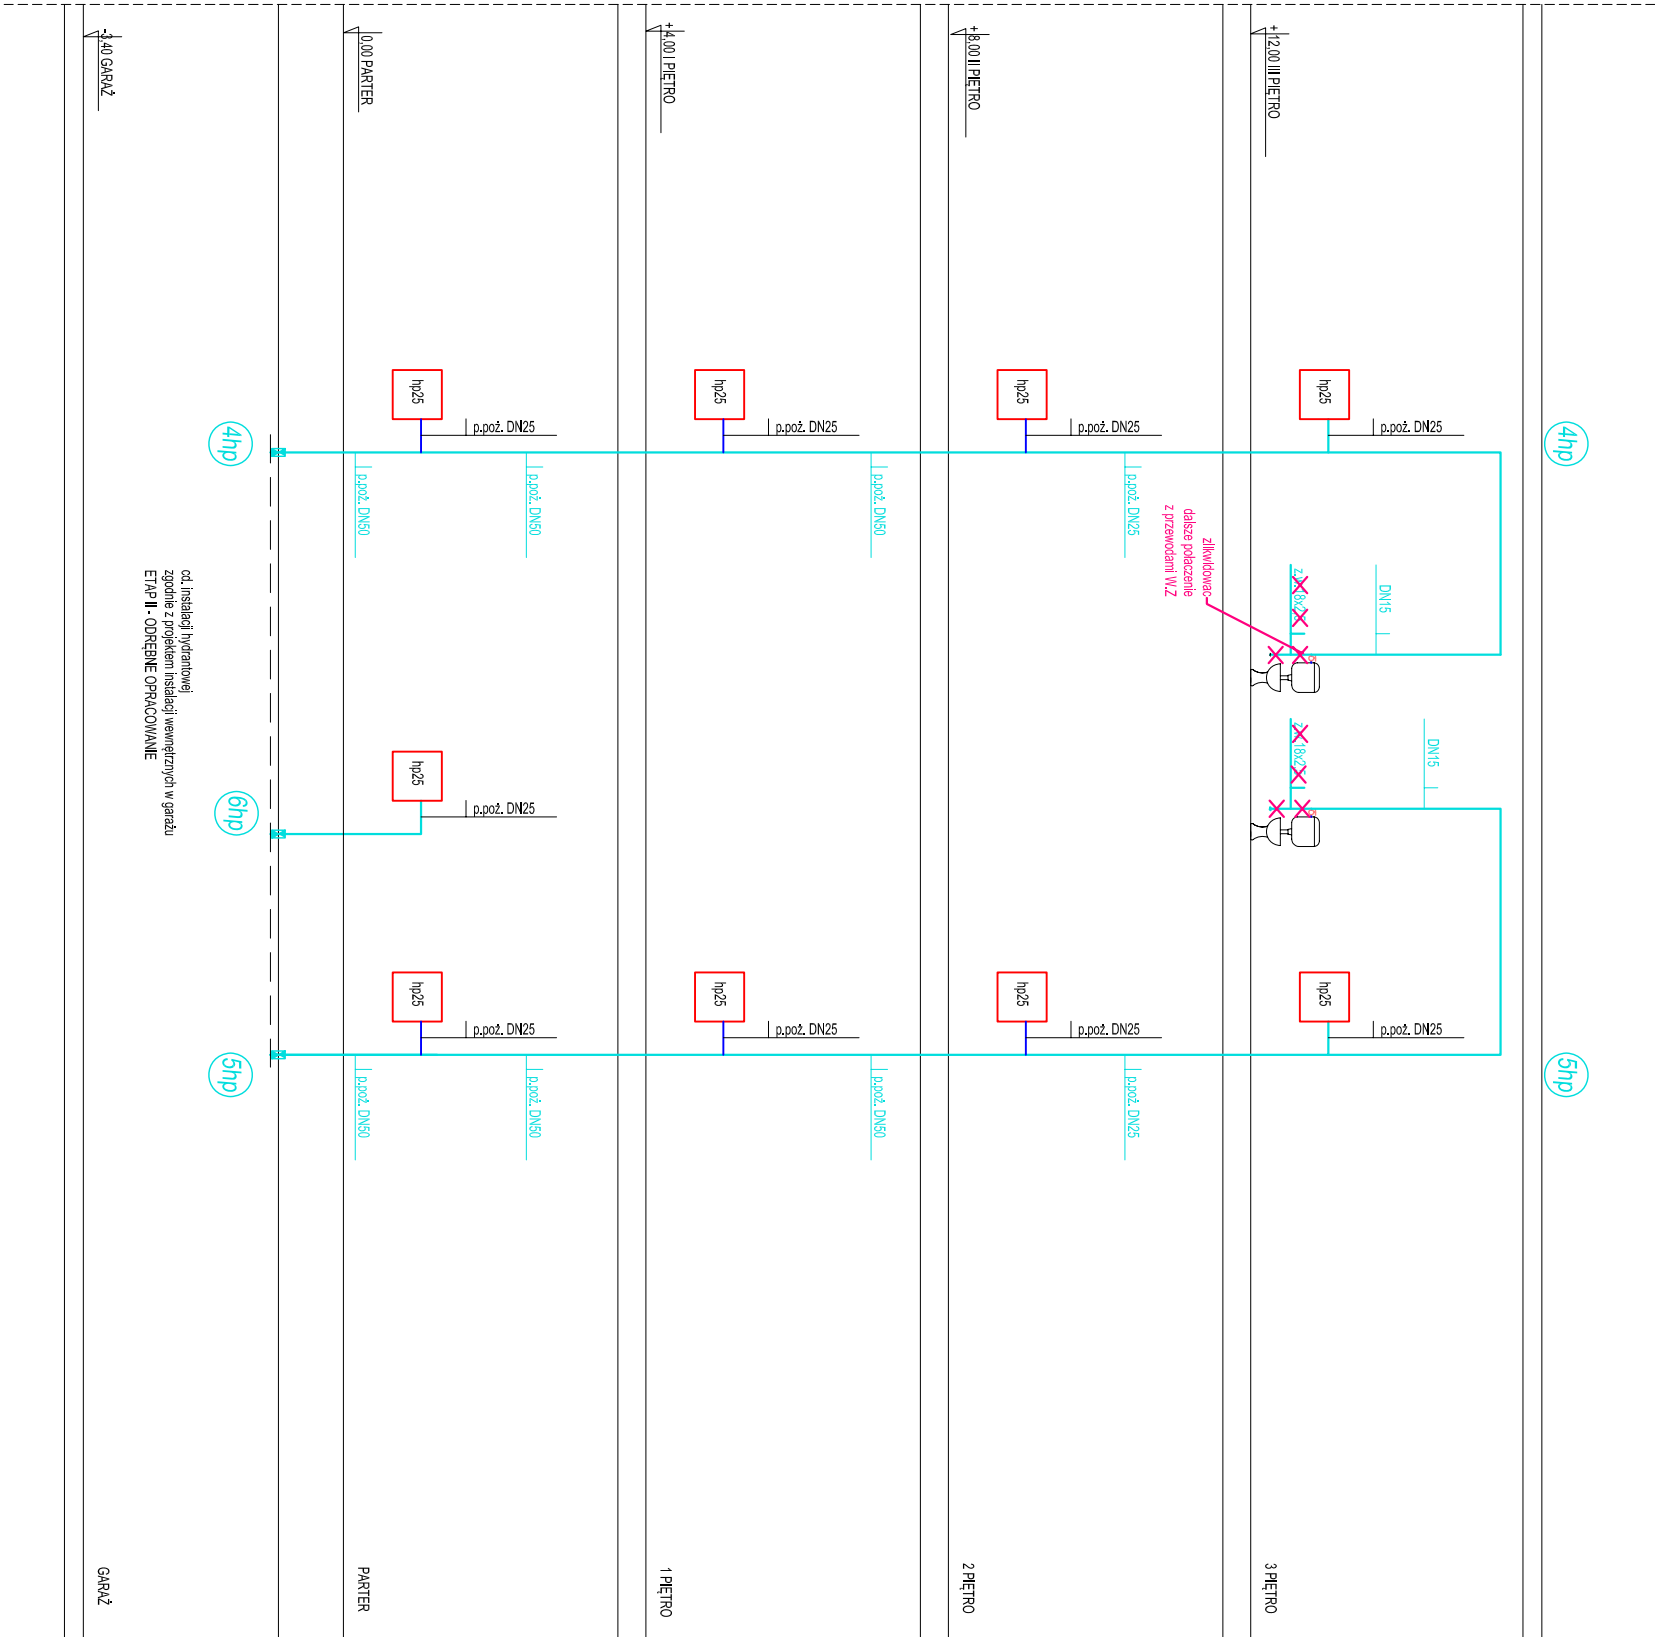 +12,00 III PIĘTRO
+8,00 II PIĘTRO
+4,00 I PIĘTRO
0,00 PARTER
-3,40 GARAŻ
4hp
hp25
p.poż. DN25
hp25
p.poż. DN25
hp25
p.poż. DN25
hp25
p.poż. DN25
4hp
p.poż. DN25
p.poż. DN50
p.poż. DN50
p.poż. DN50
DN15
zlikwidowac
dalsze polaczenie
z przewodami W.Z
cd. instalacji hydrantowej
zgodnie z projektem instalacji wewnętrznych w garażu
ETAP II - ODRĘBNE OPRACOWANIE
DN15
hp25
p.poż. DN25
6hp
hp25
p.poż. DN25
hp25
p.poż. DN25
hp25
p.poż. DN25
hp25
p.poż. DN25
5hp
5hp
p.poż. DN25
p.poż. DN50
p.poż. DN50
p.poż. DN50
3 PIĘTRO
2 PIĘTRO
1 PIĘTRO
PARTER
GARAŻ